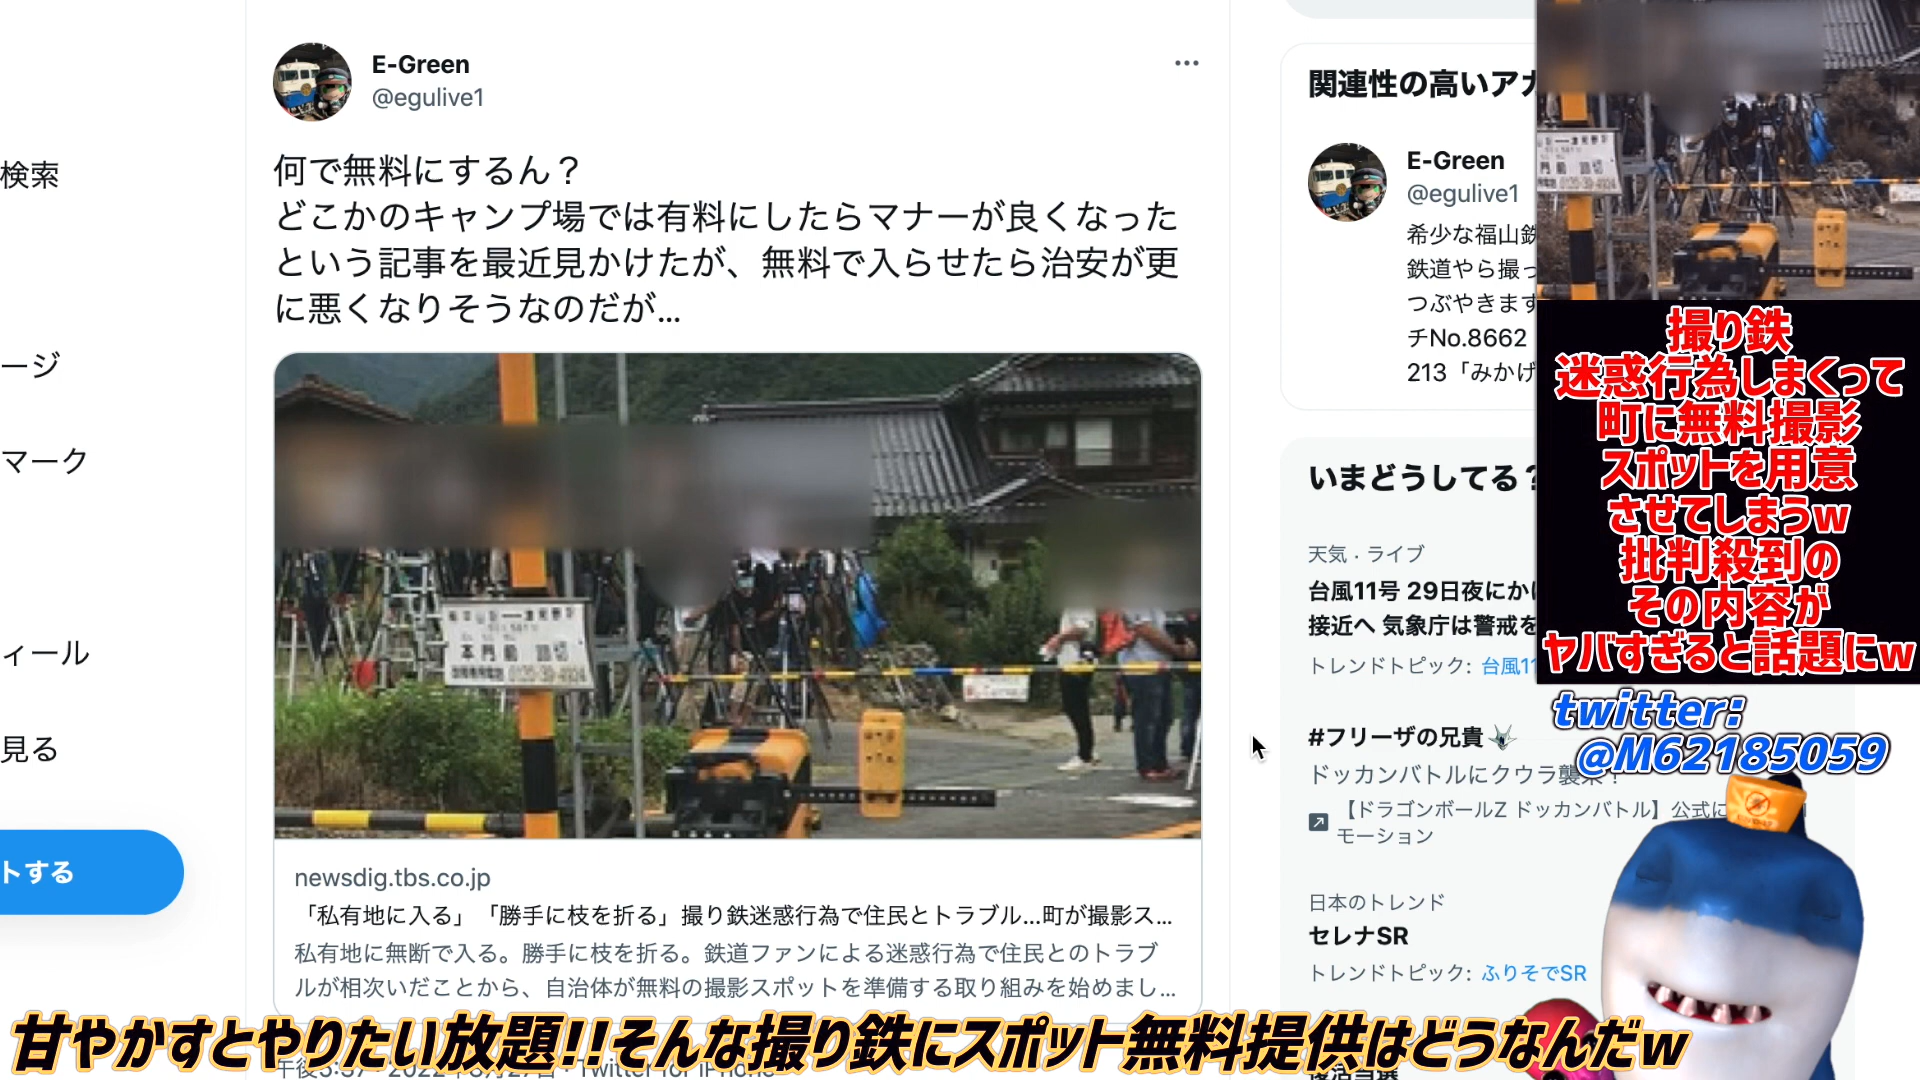 E-Green
@egulive1
何で無料にするん？
どこかのキャンプ場では有料にしたらマナーが良くなった
という記事を最近見かけたが、無料で入らせたら治安が更
に悪くなりそうなのだが...
本門前 踏切
newsdig.tbs.co.jp
「私有地に入る」「勝手に枝を折る」撮り鉄迷惑行為で住民とトラブル...町が撮影ス...
私有地に無断で入る。勝手に枝を折る。鉄道ファンによる迷惑行為で住民とのトラブ
ルが相次いだことから、自治体が無料の撮影スポットを準備する取り組みを始めまし...
検索
ージ
マーク
ィール
見る
トする
関連性の高いアカ
E-Green
@egulive1
希少な福山鉄
鉄道やら撮っ
つぶやきます
チNo.8662
213「みかげ
いまどうしてる？
天気・ライブ
台風11号 29日夜にかけ
接近へ 気象庁は警戒を
トレンドトピック: 台風11
#フリーザの兄貴
ドッカンバトルにクウラ襲来！
【ドラゴンボールZ ドッカンバトル】公式に
モーション
日本のトレンド
セレナSR
トレンドトピック: ふりそでSR
撮り鉄
迷惑行為しまくって
町に無料撮影
スポットを用意
させてしまうw
批判殺到の
その内容が
ヤバすぎると話題にw
twitter:
@M62185059
甘やかすとやりたい放題!!そんな撮り鉄にスポット無料提供はどうなんだw